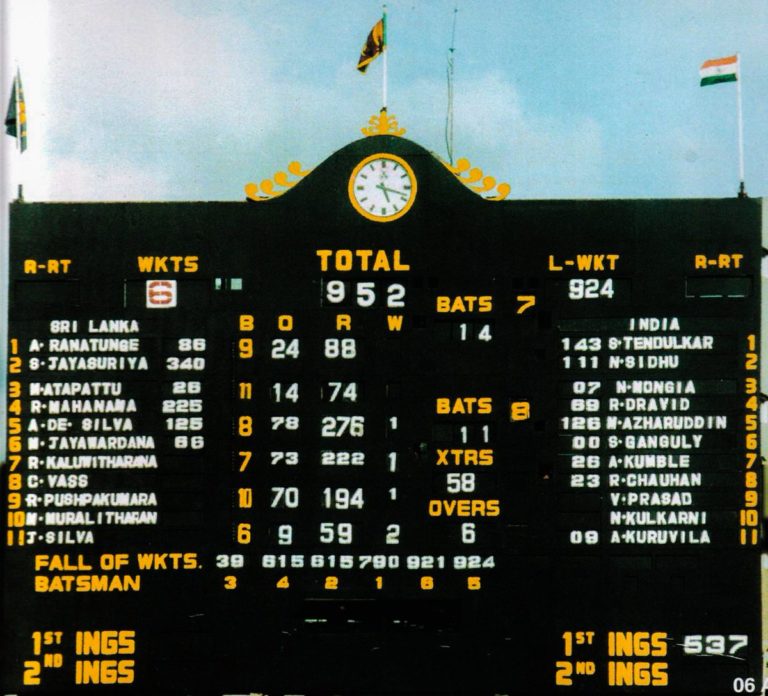 R-RT WKTS TOTAL L-WKT R-RT
6 952 924
BATS 7
14
SRI LANKA B O R W INDIA
1 A. RANATUNGE 86 9 24 88 143 S.TENDULKAR 1
2 S. JAYASURIYA 340 111 N.SIDHU 2
3 M.ATAPATTU 26 11 14 74 07 N.MONGIA 3
4 R.MAHANAMA 225 BATS 8 69 R.DRAVID 4
5 A.DE. SILVA 125 8 78 276 1 11 126 M.AZHARUDDIN 5
6 M.JAYAWARDANA 66 00 S.GANGULY 6
7 R.KALUWITHARANA 7 73 222 1 XTRS 26 A.KUMBLE 7
8 C.VASS 58 23 R.CHAUHAN 8
9 R.PUSHPAKUMARA 10 70 194 1 OVERS V.PRASAD 9
10 M.MURALITHARAN N.KULKARNI 10
11 J.SILVA 6 9 59 2 6 09 A.KURUVILA 11
FALL OF WKTS. 39 615 615 790 921 924
BATSMAN 3 4 2 1 6 5
1ST INGS 1ST INGS 537
2ND INGS 2ND INGS
06